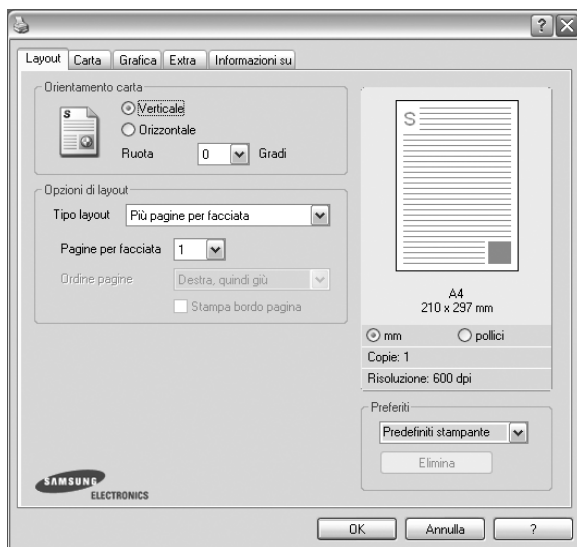 ? X
Layout Carta Grafica Extra Informazioni su
Orientamento carta
S
Verticale
Orizzontale
Ruota 0 Gradi
Opzioni di layout
Tipo layout Più pagine per facciata
Pagine per facciata 1
Ordine pagine Destra, quindi giù
Stampa bordo pagina
S
A4
210 x 297 mm
mm pollici
Copie: 1
Risoluzione: 600 dpi
Preferiti
Predefiniti stampante
Elimina
SAMSUNG
ELECTRONICS
OK Annulla ?